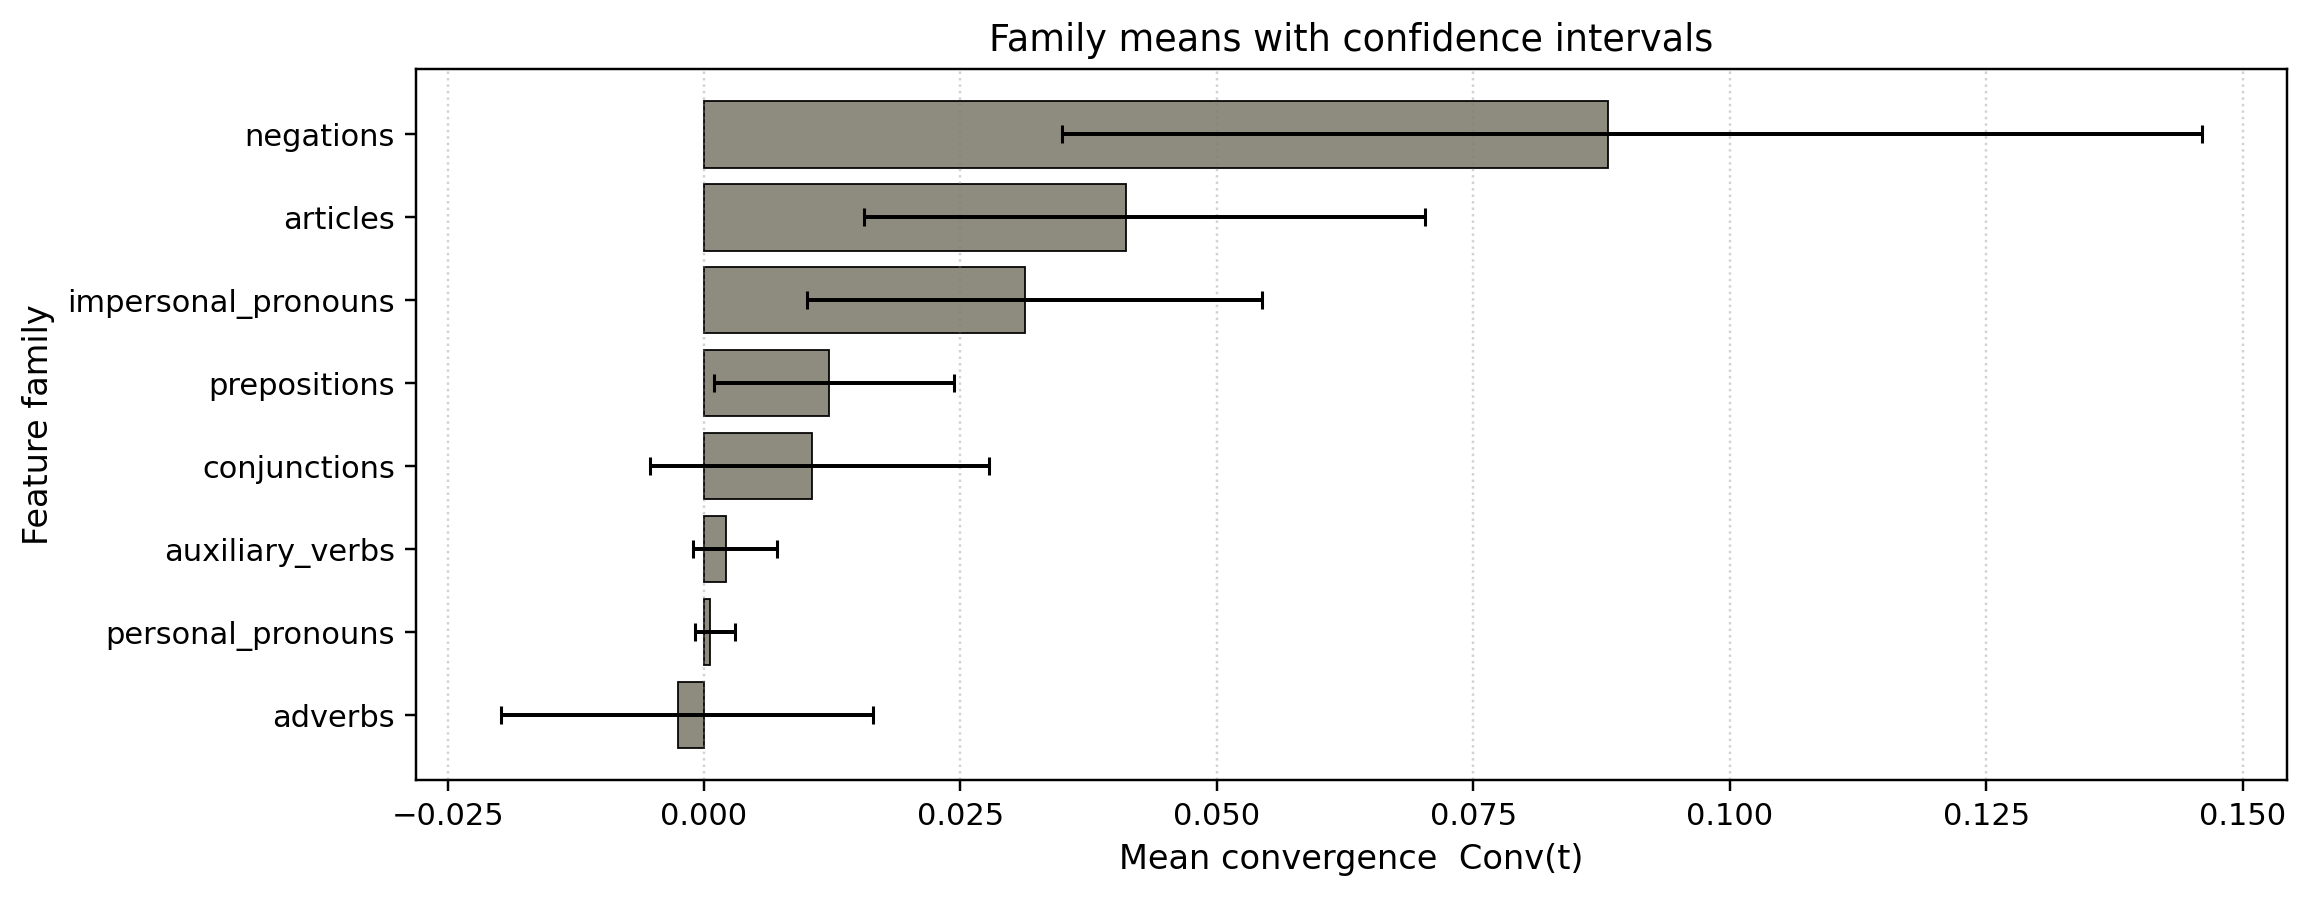 Family means with confidence intervals
negations
articles
impersonal_pronouns
prepositions
conjunctions
auxiliary_verbs
personal_pronouns
adverbs
Feature family
−0.025 0.000 0.025 0.050 0.075 0.100 0.125 0.150
Mean convergence  Conv(t)